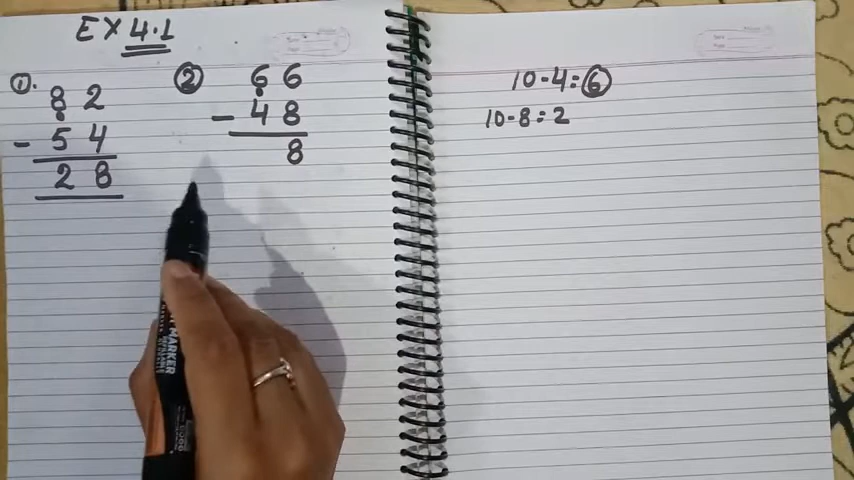 EX 4.1
① 8 2
- 5 4
2 8
② 6 6
- 4 8
8
10-4=6
10-8=2
MARKER